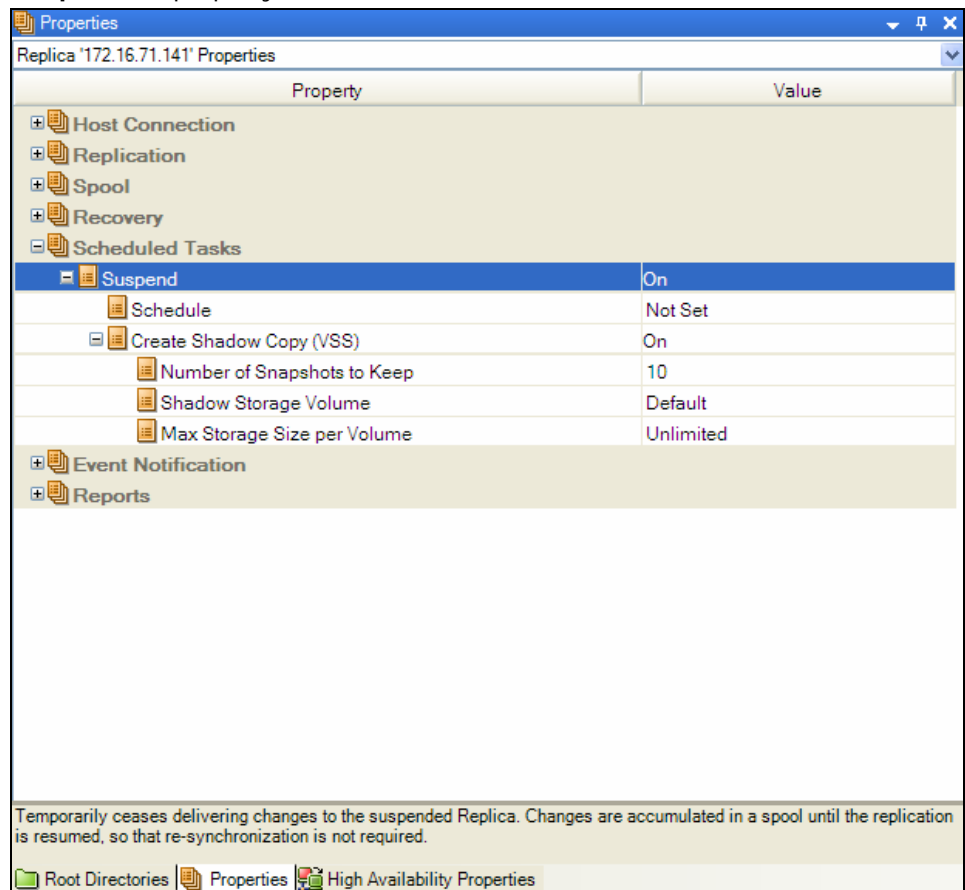 Properties
Replica '172.16.71.141' Properties
Property Value
Host Connection
Replication
Spool
Recovery
Scheduled Tasks
Suspend On
Schedule Not Set
Create Shadow Copy (VSS) On
Number of Snapshots to Keep 10
Shadow Storage Volume Default
Max Storage Size per Volume Unlimited
Event Notification
Reports
Temporarily ceases delivering changes to the suspended Replica. Changes are accumulated in a spool until the replication
is resumed, so that re-synchronization is not required.
Root Directories Properties High Availability Properties